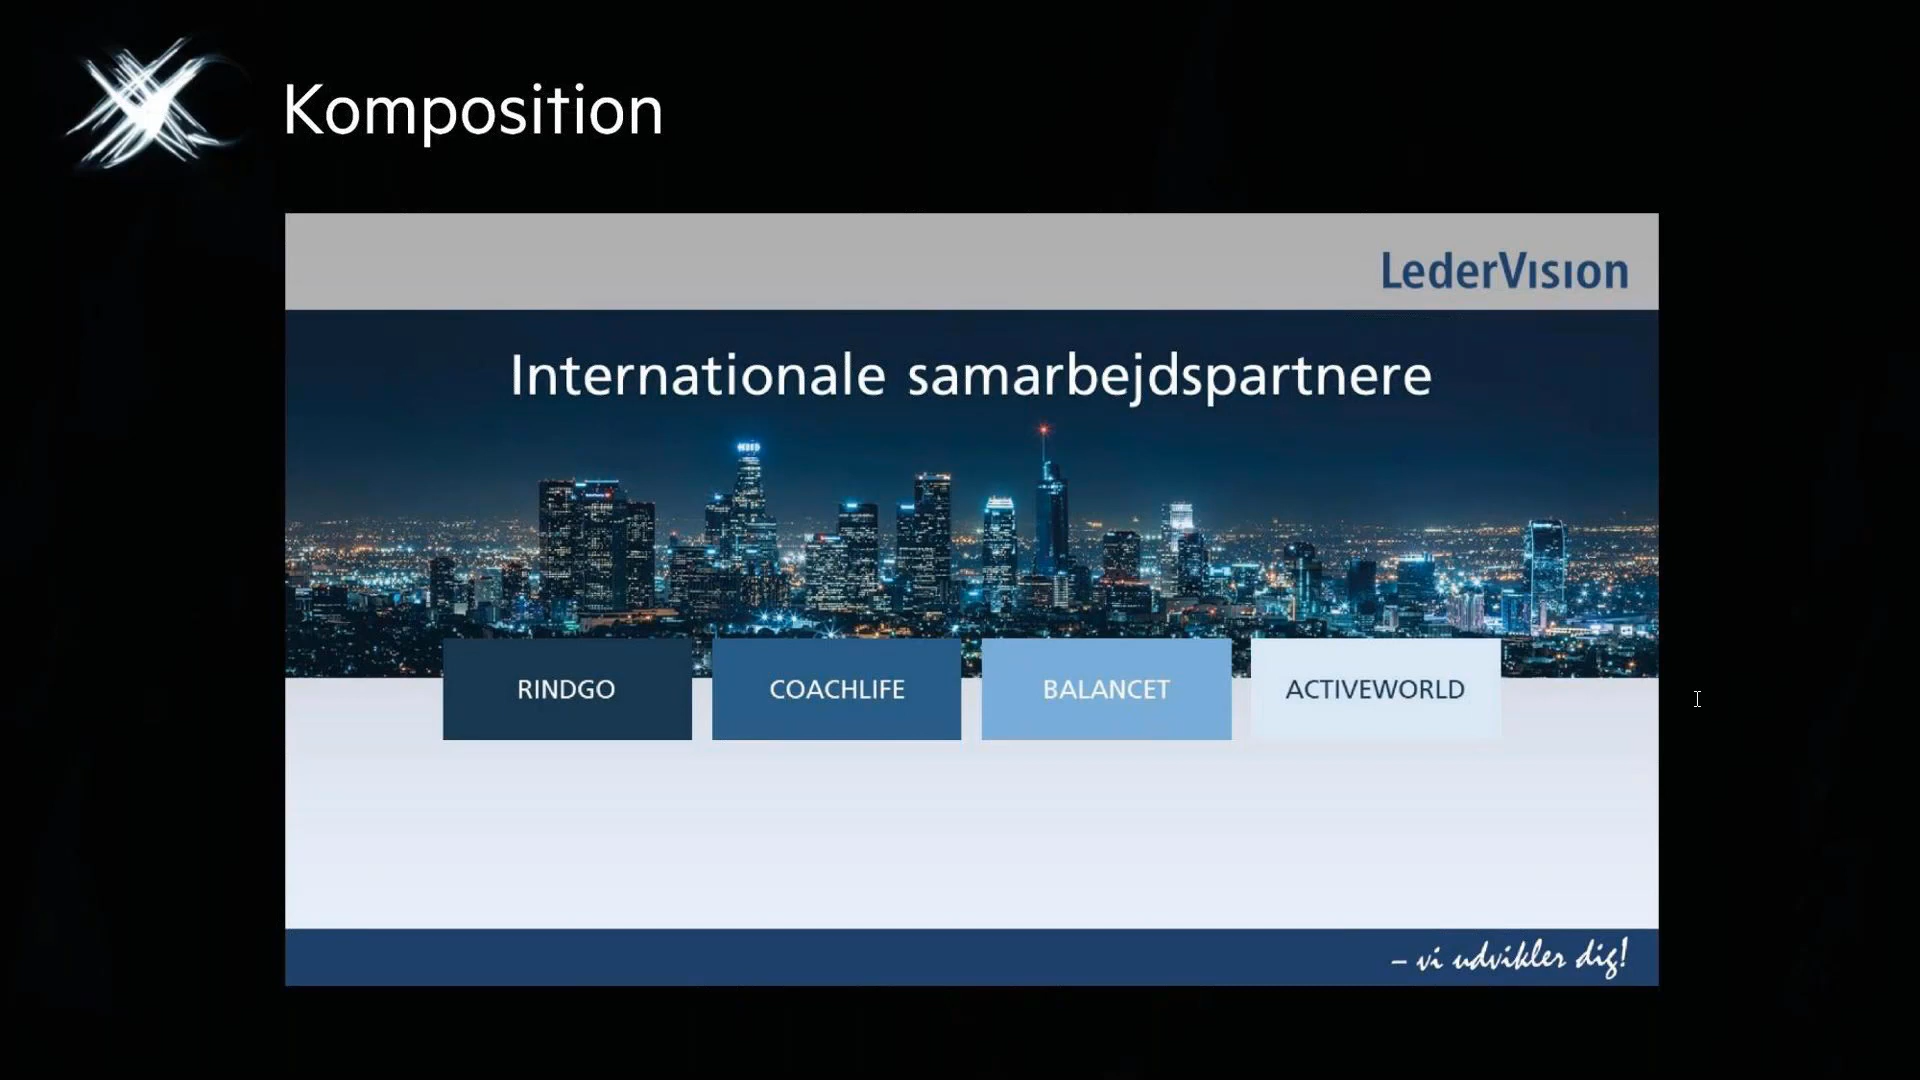 Komposition
LederVision
Internationale samarbejdspartnere
RINDGO
COACHLIFE
BALANCET
ACTIVEWORLD
– vi udvikler dig!